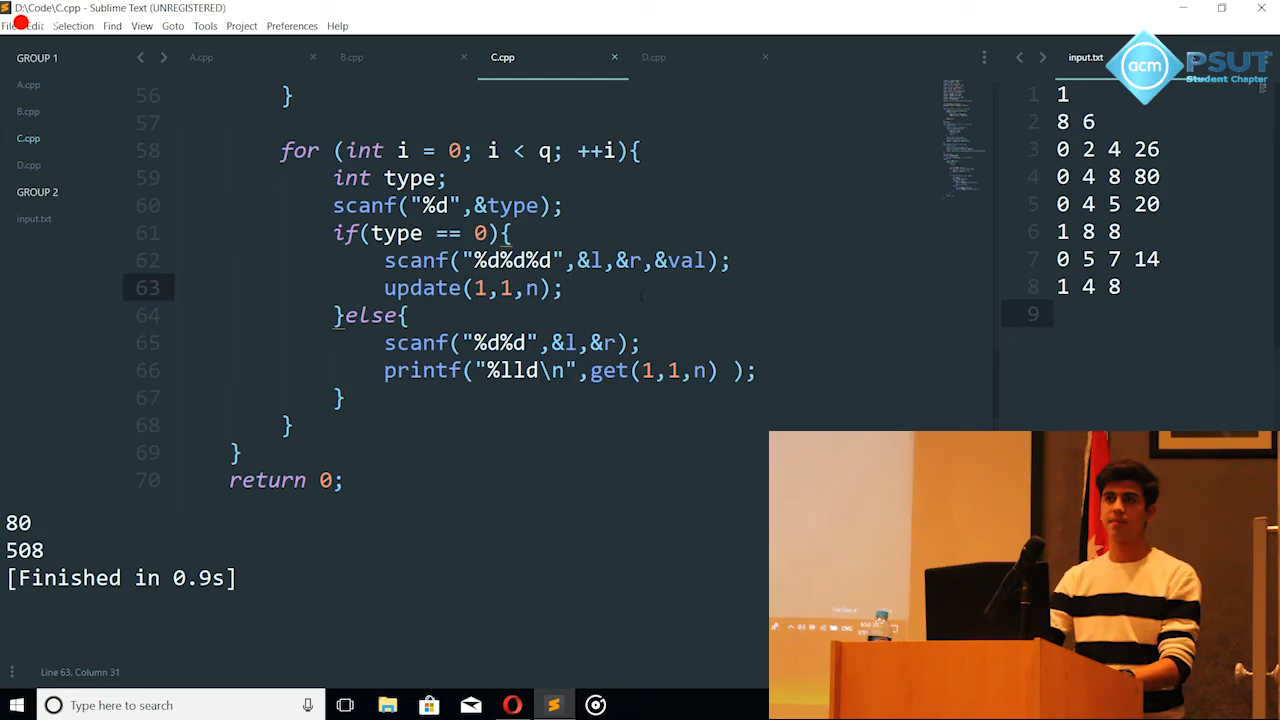 D:\Code\C.cpp - Sublime Text (UNREGISTERED)
File Edit Selection Find View Goto Tools Project Preferences Help
GROUP 1
A.cpp
B.cpp
C.cpp
D.cpp
GROUP 2
input.txt
A.cpp B.cpp C.cpp D.cpp
56 }
57
58 for (int i = 0; i < q; ++i){
59 int type;
60 scanf("%d",&type);
61 if(type == 0){
62 scanf("%d%d%d",&l,&r,&val);
63 update(1,1,n);
64 }else{
65 scanf("%d%d",&l,&r);
66 printf("%lld\n",get(1,1,n) );
67 }
68 }
69 }
70 return 0;
input.txt
1 1
2 8 6
3 0 2 4 26
4 0 4 8 80
5 0 4 5 20
6 1 8 8
7 0 5 7 14
8 1 4 8
9
acm PSUT
Student Chapter
80
508
[Finished in 0.9s]
ENG
Line 63, Column 31
Type here to search